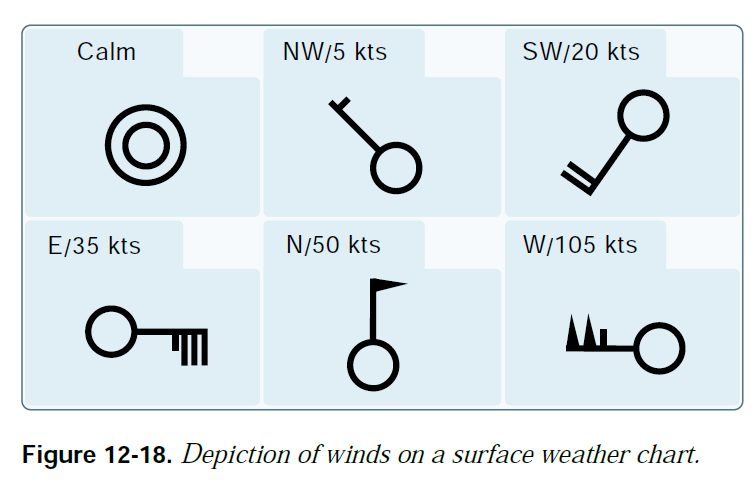 Calm
NW/5 kts
SW/20 kts
E/35 kts
N/50 kts
W/105 kts
Figure 12-18. Depiction of winds on a surface weather chart.